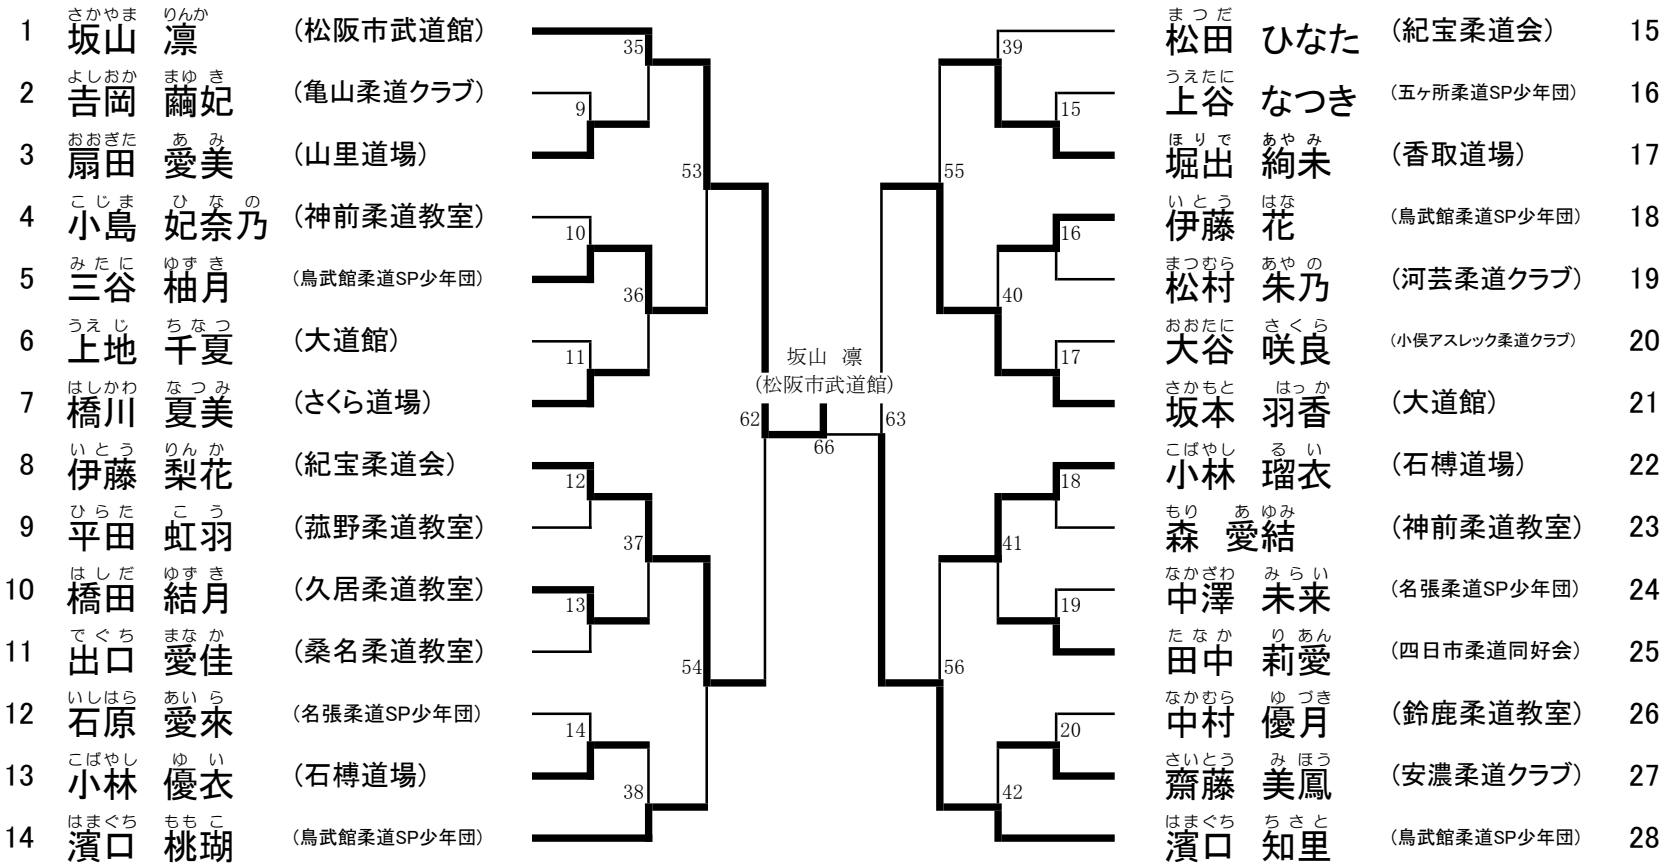 さかやま りんか
1 坂山 凛 (松阪市武道館)
よしおか まゆ き
2 吉岡 繭妃 (亀山柔道クラブ)
おおぎた あ み
3 扇田 愛美 (山里道場)
こ じ ま ひ な の
4 小島 妃奈乃 (神前柔道教室)
み た に ゆず き
5 三谷 柚月 (鳥武館柔道SP少年団)
うえ じ ち な つ
6 上地 千夏 (大道館)
はしかわ な つ み
7 橋川 夏美 (さくら道場)
い と う りん か
8 伊藤 梨花 (紀宝柔道会)
ひ ら た こ う
9 平田 虹羽 (菰野柔道教室)
は し だ ゆず き
10 橋田 結月 (久居柔道教室)
で ぐ ち まな か
11 出口 愛佳 (桑名柔道教室)
いしはら あい ら
12 石原 愛來 (名張柔道SP少年団)
こばやし ゆ い
13 小林 優衣 (石榑道場)
はまぐち もも こ
14 濱口 桃瑚 (鳥武館柔道SP少年団)
35
9
53
10
36
11
62
12
37
13
54
14
38
坂山 凛
(松阪市武道館)
66
39
15
55
16
40
17
63
18
41
19
56
20
42
ま つ だ
松田 ひなた (紀宝柔道会) 15
うえたに
上谷 なつき (五ヶ所柔道SP少年団) 16
ほ り で あや み
堀出 絢未 (香取道場) 17
い と う はな
伊藤 花 (鳥武館柔道SP少年団) 18
まつむら あや の
松村 朱乃 (河芸柔道クラブ) 19
おおたに さ く ら
大谷 咲良 (小俣アスレック柔道クラブ) 20
さかもと はっ か
坂本 羽香 (大道館) 21
こばやし る い
小林 瑠衣 (石榑道場) 22
もり あ ゆみ
森 愛結 (神前柔道教室) 23
なかざわ み ら い
中澤 未来 (名張柔道SP少年団) 24
た な か り あん
田中 莉愛 (四日市柔道同好会) 25
なかむら ゆ づき
中村 優月 (鈴鹿柔道教室) 26
さいとう み ほう
齋藤 美鳳 (安濃柔道クラブ) 27
はまぐち ち さ と
濱口 知里 (鳥武館柔道SP少年団) 28